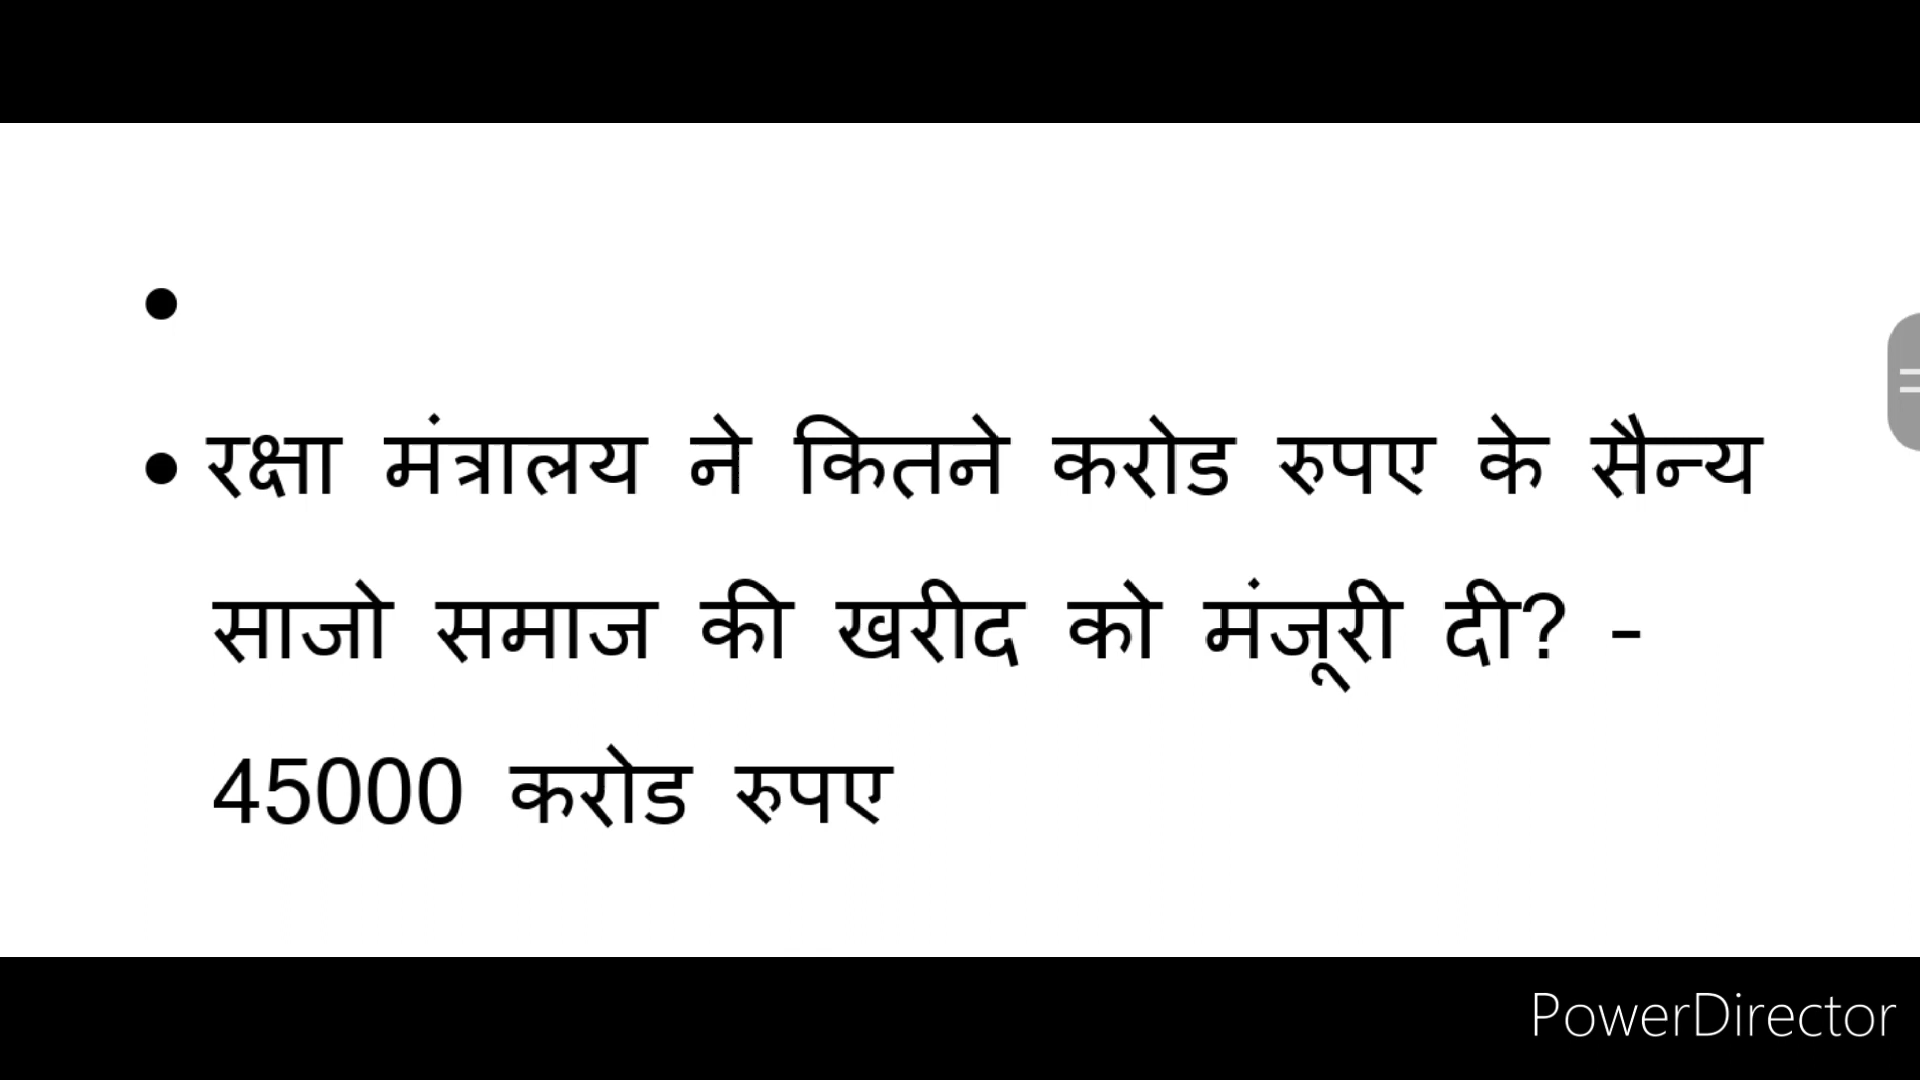 • 
• रक्षा मंत्रालय ने कितने करोड रुपए के सैन्य
साजो समाज की खरीद को मंजूरी दी? -
45000 करोड रुपए
PowerDirector